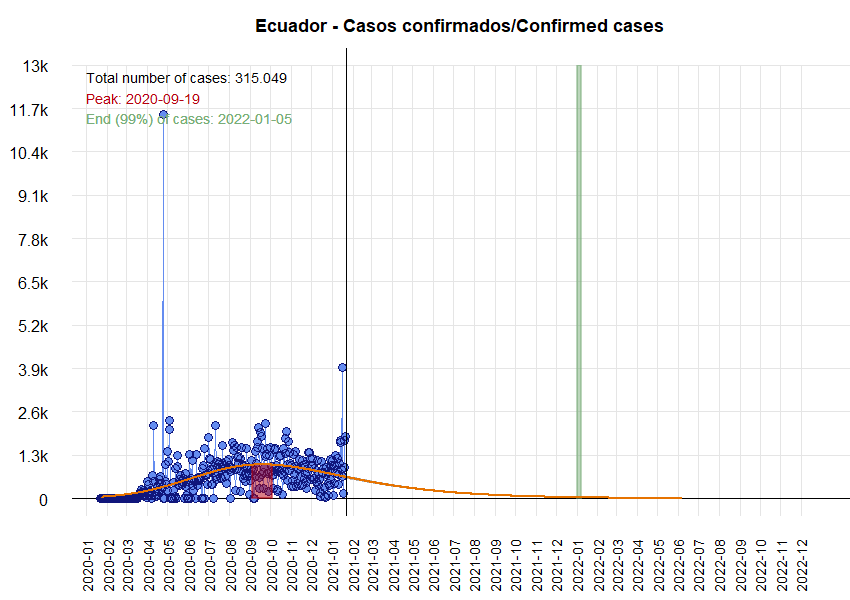 Ecuador - Casos confirmados/Confirmed cases
13k
11.7k
10.4k
9.1k
7.8k
6.5k
5.2k
3.9k
2.6k
1.3k
0
Total number of cases: 315.049
Peak: 2020-09-19
End (99%) of cases: 2022-01-05
2020-01
2020-02
2020-03
2020-04
2020-05
2020-06
2020-07
2020-08
2020-09
2020-10
2020-11
2020-12
2021-01
2021-02
2021-03
2021-04
2021-05
2021-06
2021-07
2021-08
2021-09
2021-10
2021-11
2021-12
2022-01
2022-02
2022-03
2022-04
2022-05
2022-06
2022-07
2022-08
2022-09
2022-10
2022-11
2022-12